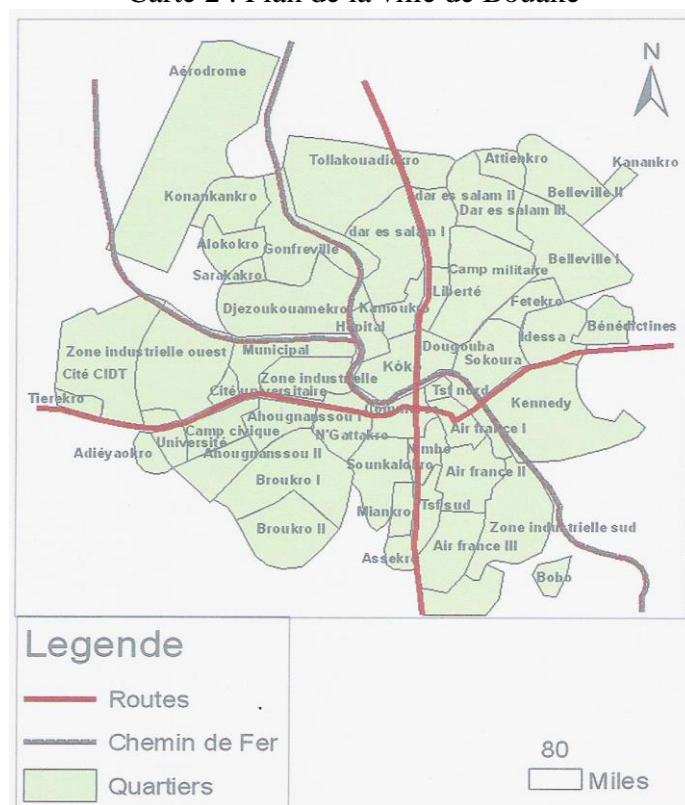 Carte 2 : Plan de la ville de Bouaké
N
Aérodrome
Tollakouadiokro
Attienkro
Kanankro
Konankankro
dar es salam II
Belleville II
Dar es salam III
Alokokro
Gonfreville
dar es salam I
Belleville I
Sarakakro
Camp militaire
Djezoukouamekro
Kamoukro
Liberté
Fetekro
Hôpital
Bénédictines
Idessa
Zone industrielle ouest
Municipal
Dougouba
Sokoura
Kôko
Cité CIDT
Zone industrielle
Tierekro
Cité universitaire
Tsf nord
Kennedy
Ahougnanssou I
Camp civique
N'Gattakro
Air france I
Adiéyaokro
Université
Nimbo
Ahougnanssou II
Sounkalokro
Air france II
Broukro I
Miankro
Tsf sud
Broukro II
Zone industrielle sud
Assekro
Air france III
Bobo
Legende
Routes
Chemin de Fer
Quartiers
80
Miles